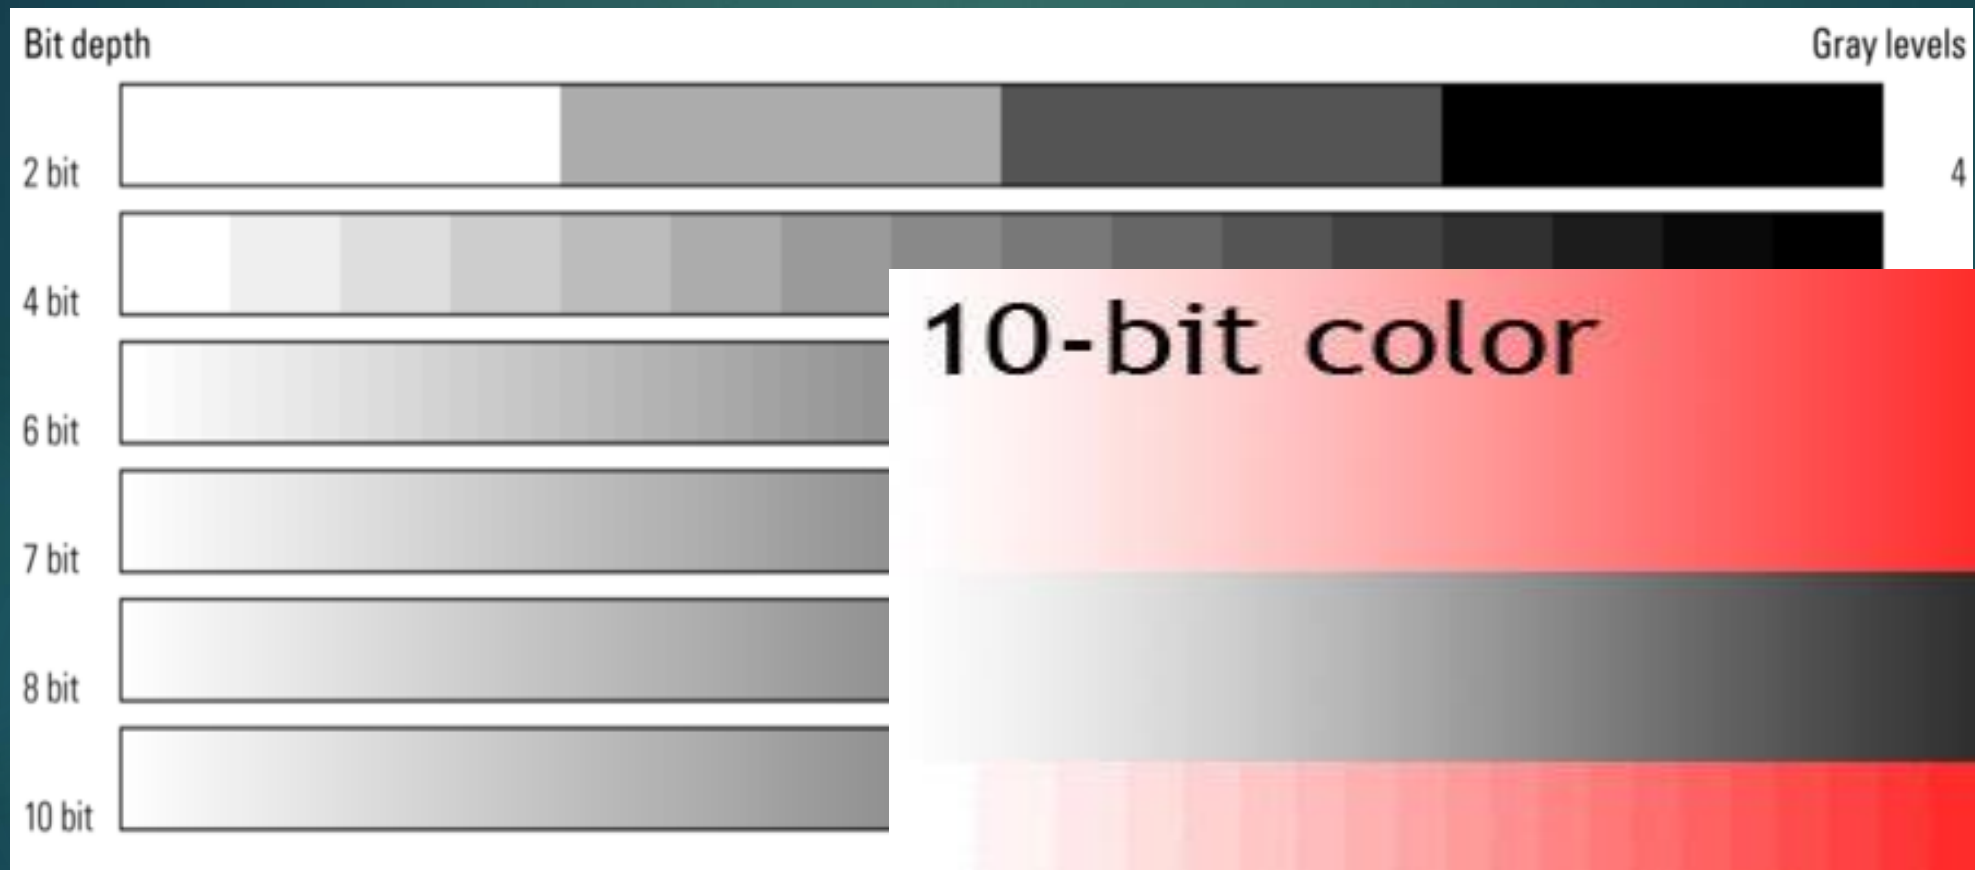 Bit depth
Gray levels
2 bit
4
4 bit
10-bit color
6 bit
7 bit
8 bit
10 bit